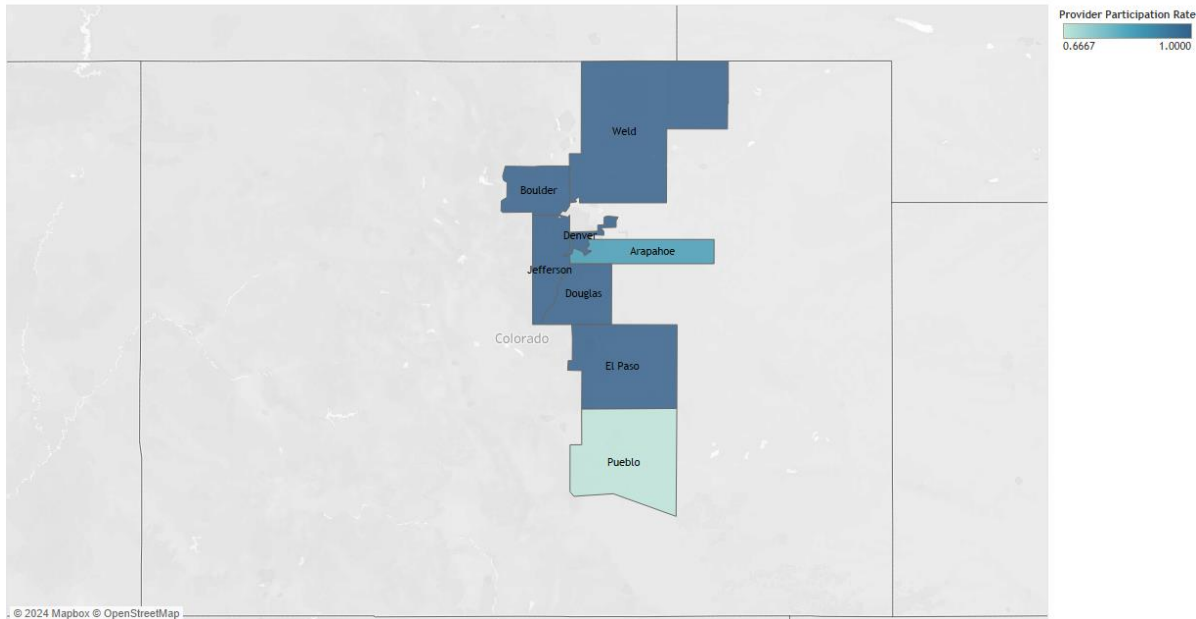 Provider Participation Rate
0.6667 1.0000
Weld
Boulder
Denver
Arapahoe
Jefferson
Douglas
Colorado
El Paso
Pueblo
© 2024 Mapbox © OpenStreetMap